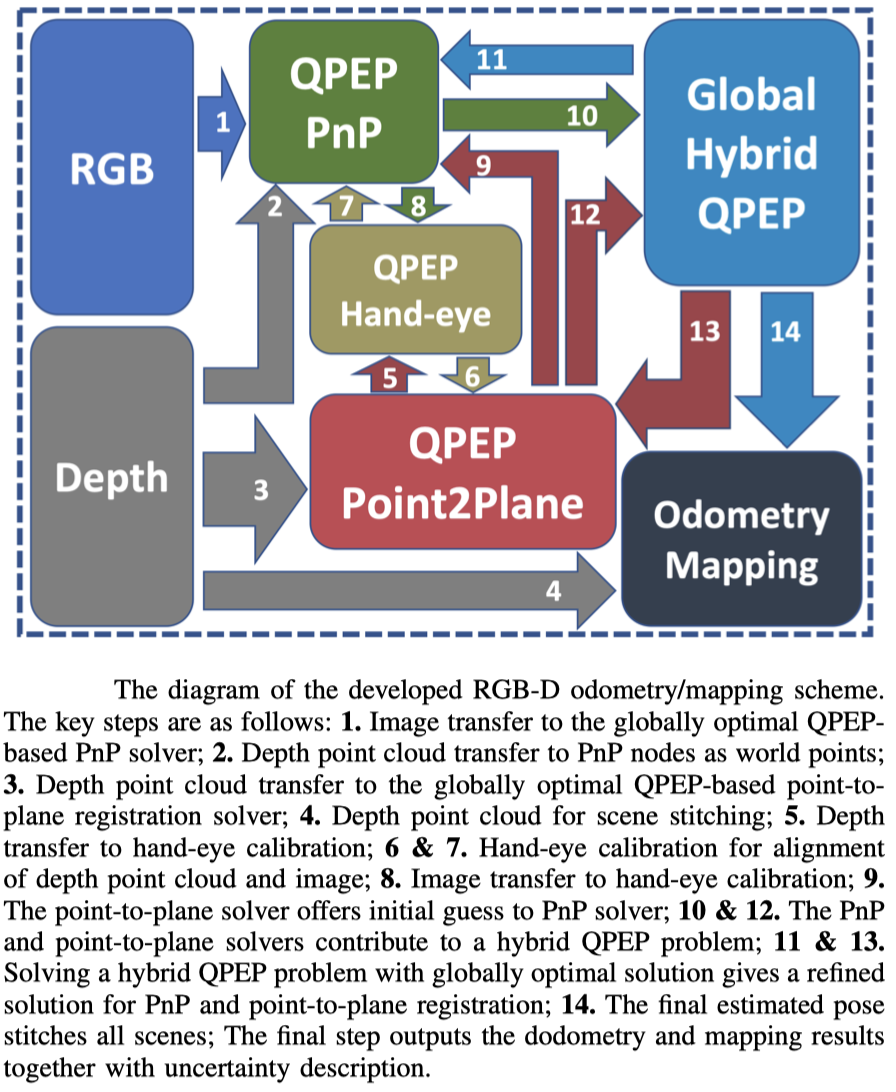 RGB
1
QPEP
PnP
11
10
9
12
Global
Hybrid
QPEP
2
7
8
QPEP
Hand-eye
5
6
13
14
Depth
3
QPEP
Point2Plane
4
Odometry
Mapping
The diagram of the developed RGB-D odometry/mapping scheme.
The key steps are as follows: 1. Image transfer to the globally optimal QPEP-
based PnP solver; 2. Depth point cloud transfer to PnP nodes as world points;
3. Depth point cloud transfer to the globally optimal QPEP-based point-to-
plane registration solver; 4. Depth point cloud for scene stitching; 5. Depth
transfer to hand-eye calibration; 6 & 7. Hand-eye calibration for alignment
of depth point cloud and image; 8. Image transfer to hand-eye calibration; 9.
The point-to-plane solver offers initial guess to PnP solver; 10 & 12. The PnP
and point-to-plane solvers contribute to a hybrid QPEP problem; 11 & 13.
Solving a hybrid QPEP problem with globally optimal solution gives a refined
solution for PnP and point-to-plane registration; 14. The final estimated pose
stitches all scenes; The final step outputs the dodometry and mapping results
together with uncertainty description.